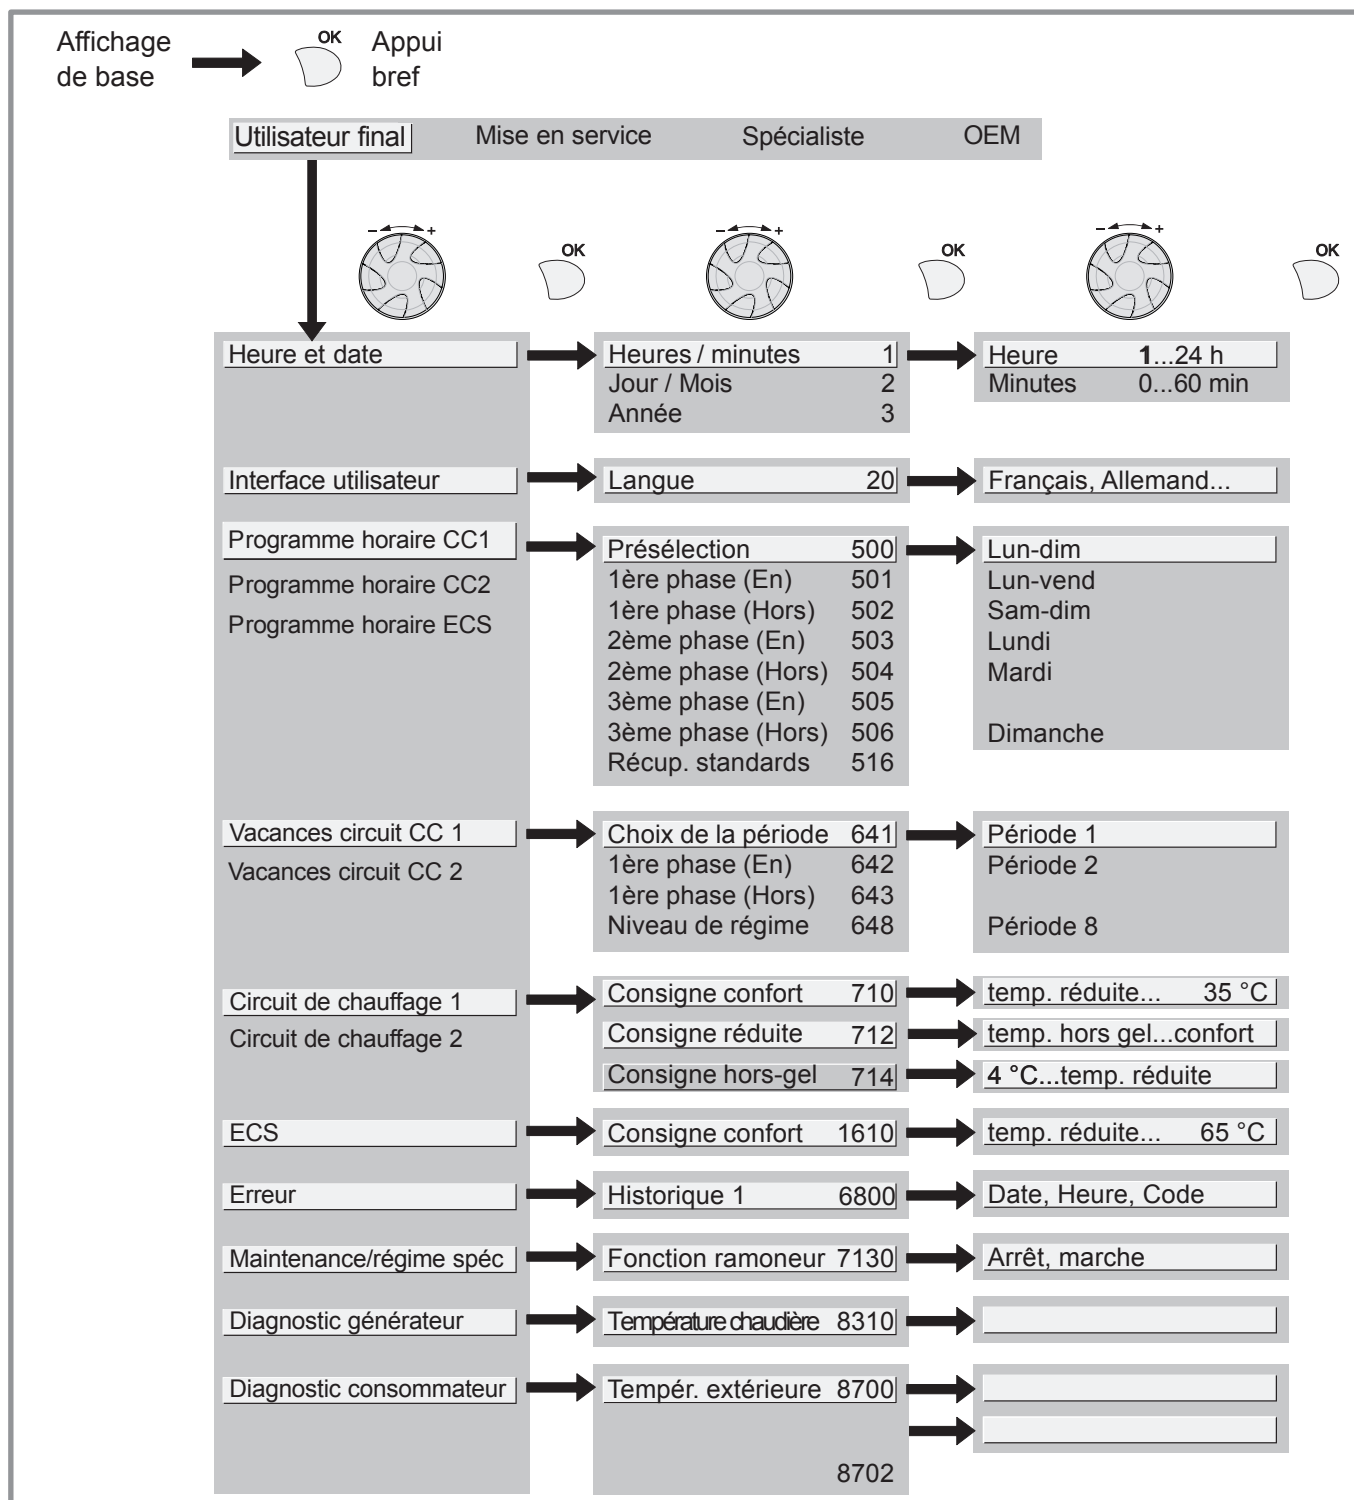 Affichage de base
OK
Appui bref
Utilisateur final Mise en service Spécialiste OEM
- + OK - + OK - + OK
Heure et date Heures / minutes 1 Heure 1...24 h
Jour / Mois 2 Minutes 0...60 min
Année 3
Interface utilisateur Langue 20 Français, Allemand...
Programme horaire CC1 Présélection 500 Lun-dim
Programme horaire CC2 1ère phase (En) 501 Lun-vend
1ère phase (Hors) 502 Sam-dim
Programme horaire ECS 2ème phase (En) 503 Lundi
2ème phase (Hors) 504 Mardi
3ème phase (En) 505
3ème phase (Hors) 506 Dimanche
Récup. standards 516
Vacances circuit CC 1 Choix de la période 641 Période 1
Vacances circuit CC 2 1ère phase (En) 642 Période 2
1ère phase (Hors) 643
Niveau de régime 648 Période 8
Circuit de chauffage 1 Consigne confort 710 temp. réduite... 35 °C
Circuit de chauffage 2 Consigne réduite 712 temp. hors gel...confort
Consigne hors-gel 714 4 °C...temp. réduite
ECS Consigne confort 1610 temp. réduite... 65 °C
Erreur Historique 1 6800 Date, Heure, Code
Maintenance/régime spéc Fonction ramoneur 7130 Arrêt, marche
Diagnostic générateur Température chaudière 8310
Diagnostic consommateur Tempér. extérieure 8700
8702